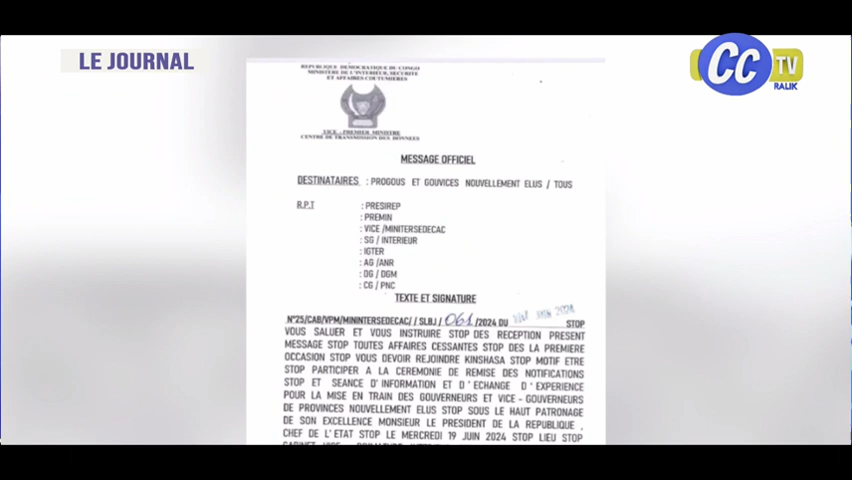 LE JOURNAL
CC TV
RALIK
REPUBLIQUE DEMOCRATIQUE DU CONGO
MINISTERE DE L'INTERIEUR, SECURITE
ET AFFAIRES COUTUMIERES
VICE - PREMIER MINISTRE
CENTRE DE TRANSMISSION DES DONNEES
MESSAGE OFFICIEL
DESTINATAIRES : PROGOUS ET GOUVICES NOUVELLEMENT ELUS / TOUS
R.P.T : PRESIREP
: PREMIN
: VICE /MINITERSEDECAC
: SG / INTERIEUR
: IGTER
: AG /ANR
: DG / DGM
: CG / PNC
TEXTE ET SIGNATURE
N°25/CAB/VPM/MININTERSEDECAC/ / SLBJ / 061 /2024 DU JUIN 2024 STOP
VOUS SALUER ET VOUS INSTRUIRE STOP DES RECEPTION PRESENT
MESSAGE STOP TOUTES AFFAIRES CESSANTES STOP DES LA PREMIERE
OCCASION STOP VOUS DEVOIR REJOINDRE KINSHASA STOP MOTIF ETRE
STOP PARTICIPER A LA CEREMONIE DE REMISE DES NOTIFICATIONS
STOP ET SEANCE D'INFORMATION ET D'ECHANGE D'EXPERIENCE
POUR LA MISE EN TRAIN DES GOUVERNEURS ET VICE - GOUVERNEURS
DE PROVINCES NOUVELLEMENT ELUS STOP SOUS LE HAUT PATRONAGE
DE SON EXCELLENCE MONSIEUR LE PRESIDENT DE LA REPUBLIQUE ,
CHEF DE L'ETAT STOP LE MERCREDI 19 JUIN 2024 STOP LIEU STOP